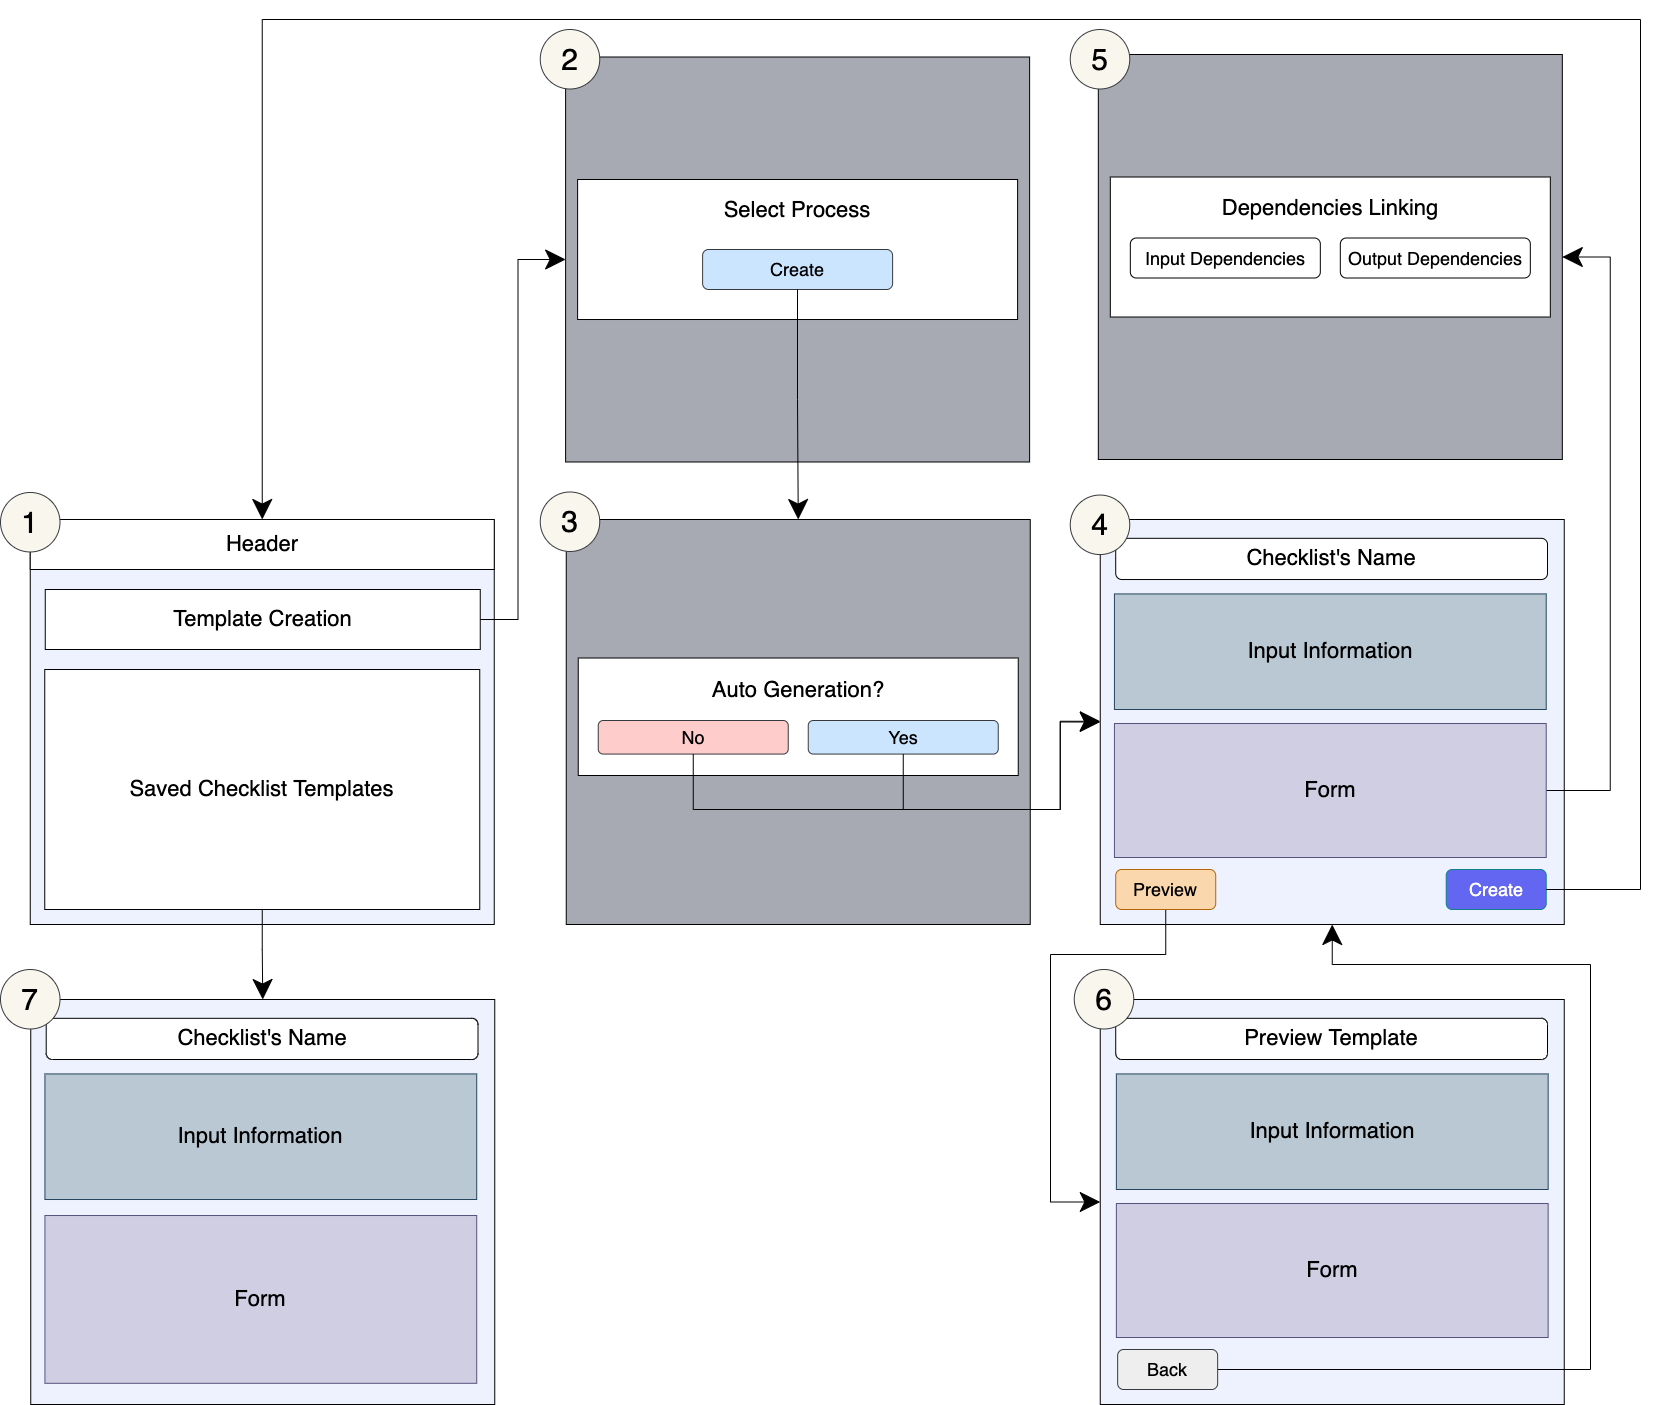 2
Select Process
Create
5
Dependencies Linking
Input Dependencies
Output Dependencies
1
Header
Template Creation
Saved Checklist Templates
3
Auto Generation?
No
Yes
4
Checklist's Name
Input Information
Form
Preview
Create
7
Checklist's Name
Input Information
Form
6
Preview Template
Input Information
Form
Back